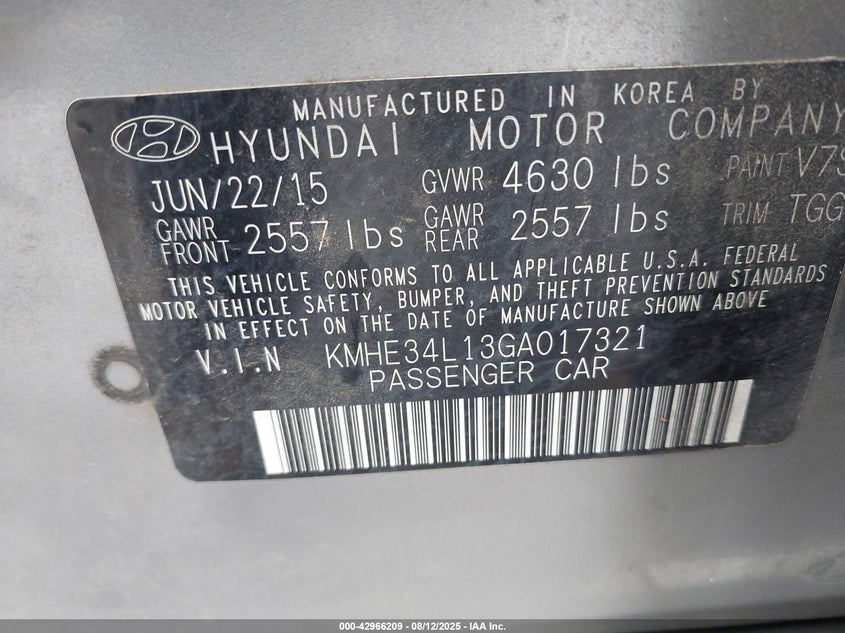 MANUFACTURED IN KOREA BY
HYUNDAI MOTOR COMPANY
JUN/22/15 GVWR 4630 lbs PAINT V7S
GAWR FRONT 2557 lbs GAWR REAR 2557 lbs TRIM TGG
THIS VEHICLE CONFORMS TO ALL APPLICABLE U.S.A. FEDERAL
MOTOR VEHICLE SAFETY, BUMPER, AND THEFT PREVENTION STANDARDS
IN EFFECT ON THE DATE OF MANUFACTURE SHOWN ABOVE
V.I.N KMHE34L13GA017321
PASSENGER CAR
000-42966209 - 08/12/2025 - IAA Inc.